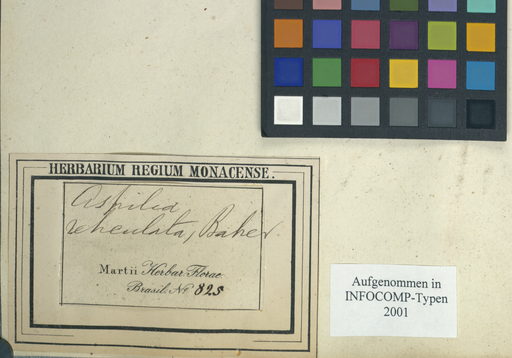 HERBARIUM REGIUM MONACENSE.
Aspilia
reticulata, Baker.
Martii Herbar. Florae
Brasil. No 825
Aufgenommen in
INFOCOMP-Typen
2001